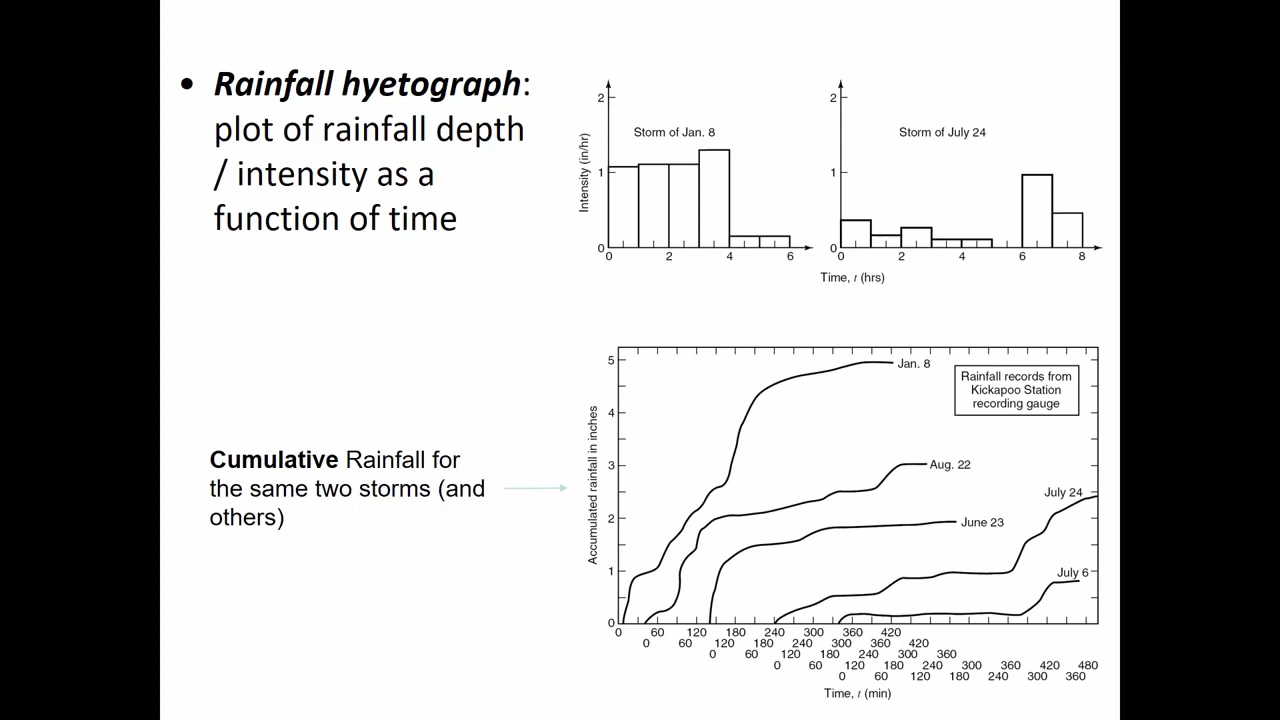 • Rainfall hyetograph:
plot of rainfall depth
/ intensity as a
function of time
2
1
0
Intensity (in/hr)
Storm of Jan. 8
0 2 4 6
2
1
0
Storm of July 24
0 2 4 6 8
Time, t (hrs)
Cumulative Rainfall for
the same two storms (and
others)
5
4
3
2
1
0
Accumulated rainfall in inches
Jan. 8
Rainfall records from
Kickapoo Station
recording gauge
Aug. 22
July 24
June 23
July 6
0 60 120 180 240 300 360 420
0 60 120 180 240 300 360 420
0 60 120 180 240 300 360
0 60 120 180 240 300 360 420 480
0 60 120 180 240 300 360
Time, t (min)